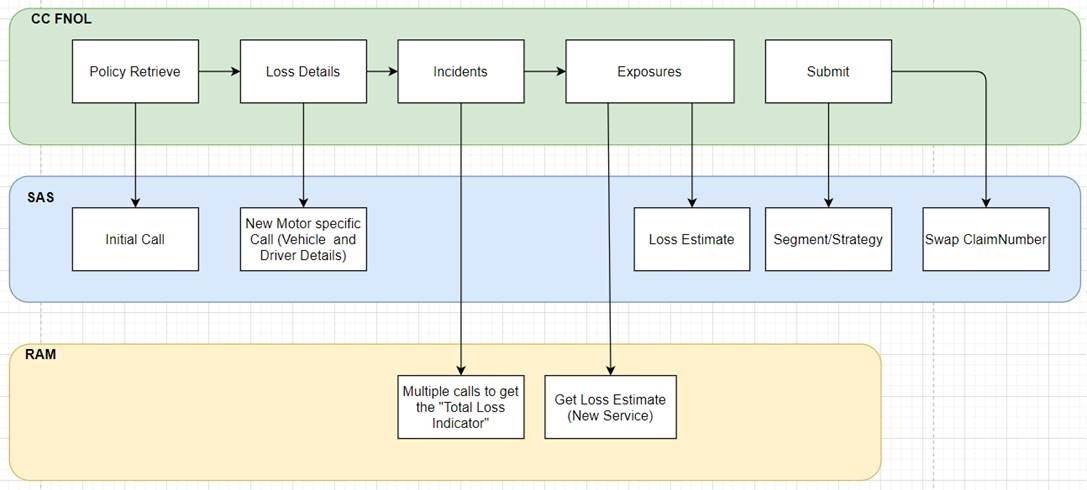 CC FNOL
Policy Retrieve
Loss Details
Incidents
Exposures
Submit
SAS
Initial Call
New Motor specific
Call (Vehicle and
Driver Details)
Loss Estimate
Segment/Strategy
Swap ClaimNumber
RAM
Multiple calls to get
the "Total Loss
Indicator"
Get Loss Estimate
(New Service)